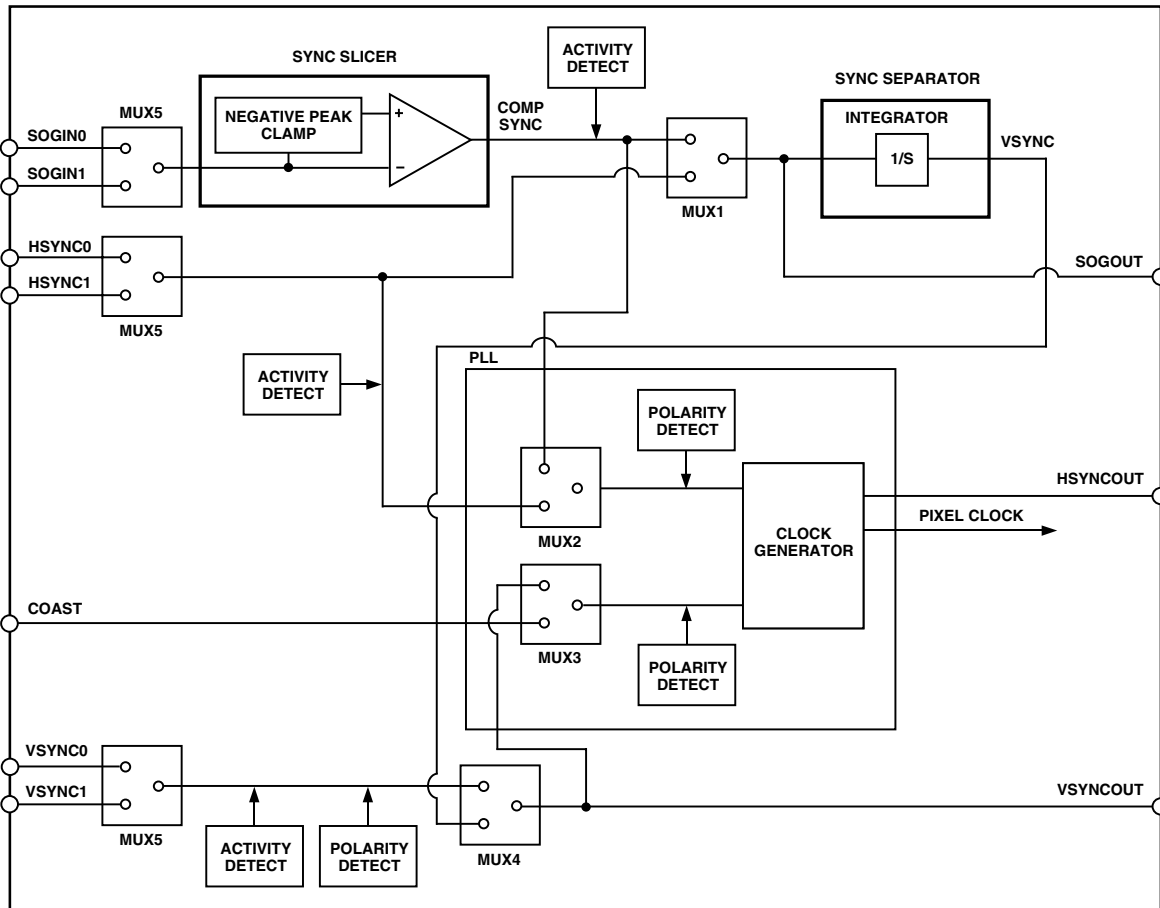 SYNC SLICER
ACTIVITY
DETECT
SYNC SEPARATOR
MUX5
NEGATIVE PEAK
CLAMP
+
−
COMP
SYNC
INTEGRATOR
1/S
VSYNC
SOGIN0
SOGIN1
MUX1
HSYNC0
HSYNC1
MUX5
SOGOUT
ACTIVITY
DETECT
PLL
POLARITY
DETECT
MUX2
CLOCK
GENERATOR
HSYNCOUT
PIXEL CLOCK
COAST
MUX3
POLARITY
DETECT
VSYNC0
VSYNC1
MUX5
ACTIVITY
DETECT
POLARITY
DETECT
MUX4
VSYNCOUT